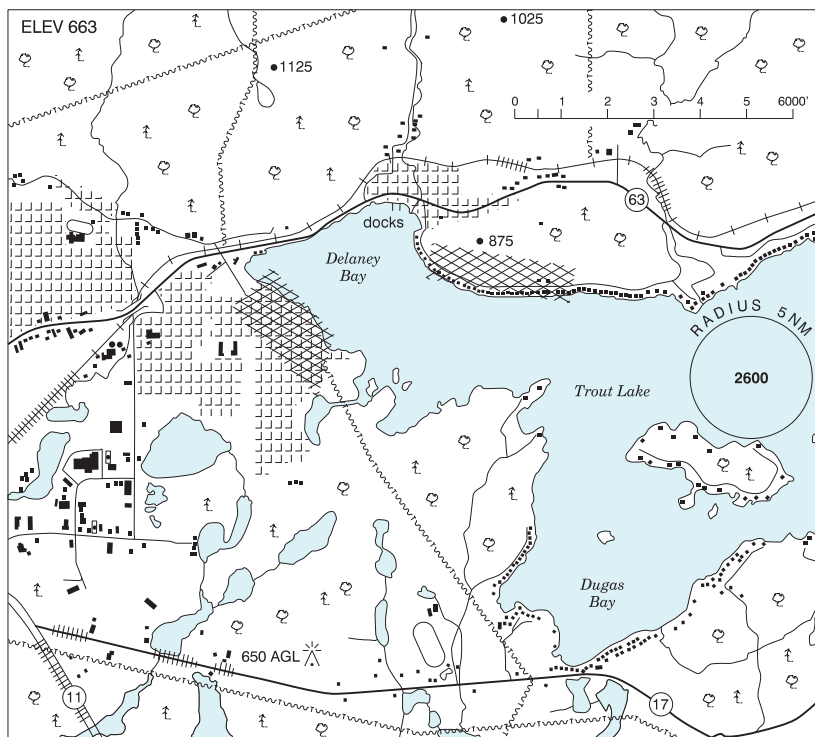 ELEV 663
1025
1125
0 1 2 3 4 5 6000'
63
docks
875
Delaney
Bay
RADIUS 5NM
2600
Trout Lake
Dugas
Bay
650 AGL
11
17